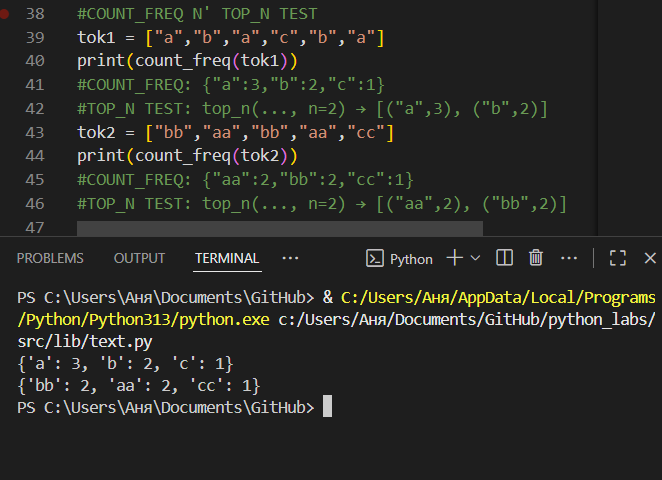 38 #COUNT_FREQ N' TOP_N TEST
39 tok1 = ["a","b","a","c","b","a"]
40 print(count_freq(tok1))
41 #COUNT_FREQ: {"a":3,"b":2,"c":1}
42 #TOP_N TEST: top_n(..., n=2) → [("a",3), ("b",2)]
43 tok2 = ["bb","aa","bb","aa","cc"]
44 print(count_freq(tok2))
45 #COUNT_FREQ: {"aa":2,"bb":2,"cc":1}
46 #TOP_N TEST: top_n(..., n=2) → [("aa",2), ("bb",2)]
47
PROBLEMS OUTPUT TERMINAL ··· Python
PS C:\Users\Аня\Documents\GitHub> & C:/Users/Аня/AppData/Local/Programs
/Python/Python313/python.exe c:/Users/Аня/Documents/GitHub/python_labs/
src/lib/text.py
{'a': 3, 'b': 2, 'c': 1}
{'bb': 2, 'aa': 2, 'cc': 1}
PS C:\Users\Аня\Documents\GitHub>